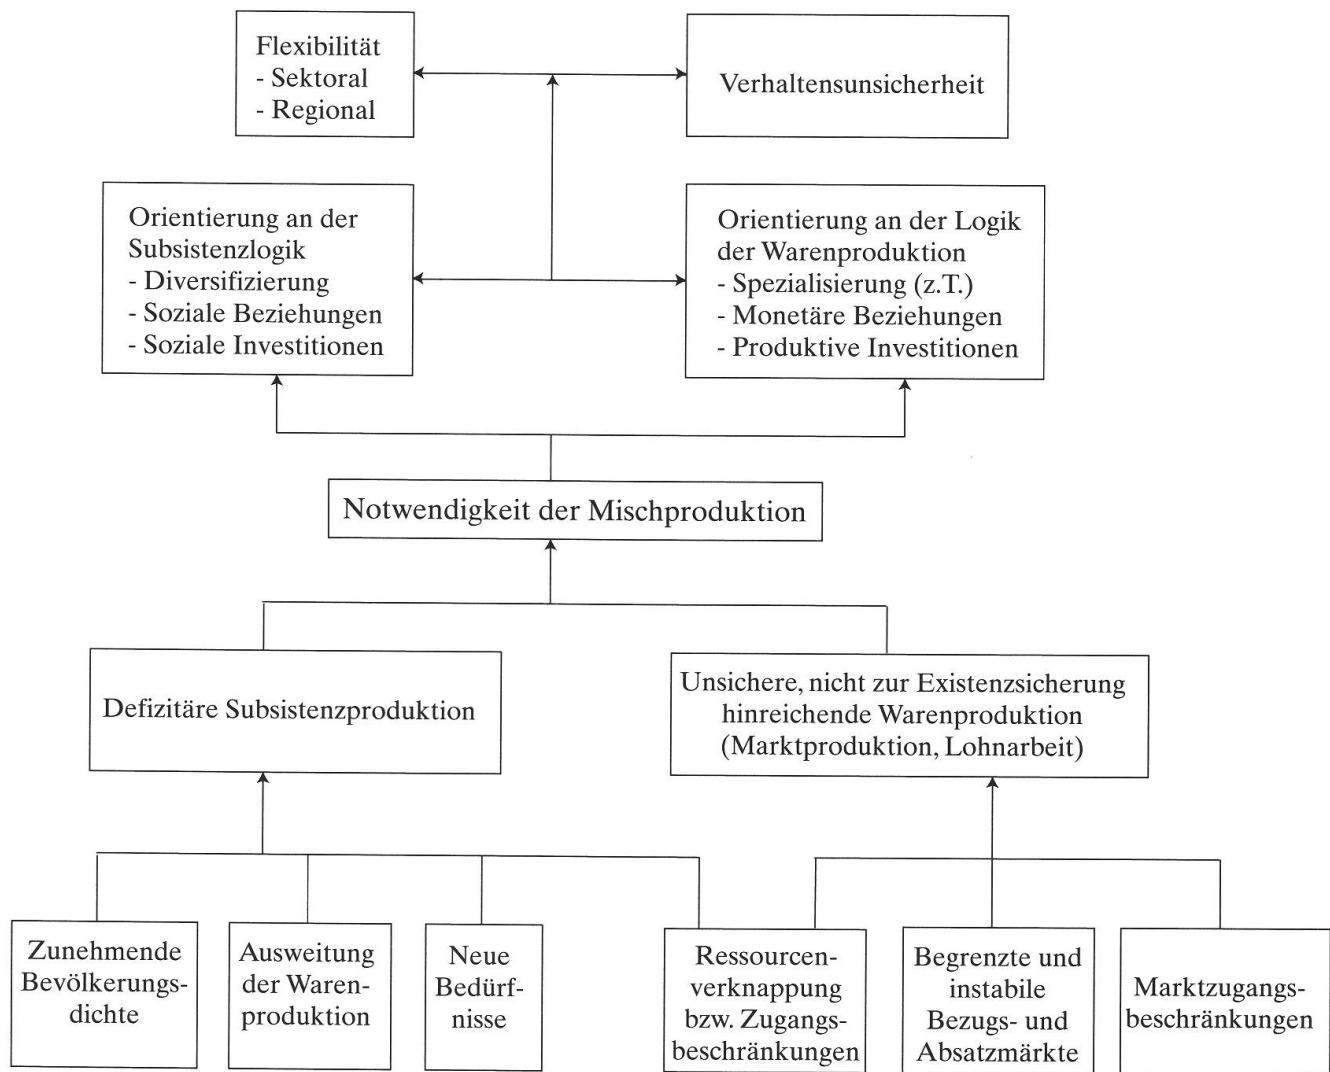 Flexibilität
- Sektoral
- Regional
Verhaltensunsicherheit
Orientierung an der
Subsistenzlogik
- Diversifizierung
- Soziale Beziehungen
- Soziale Investitionen
Orientierung an der Logik
der Warenproduktion
- Spezialisierung (z.T.)
- Monetäre Beziehungen
- Produktive Investitionen
Notwendigkeit der Mischproduktion
Defizitäre Subsistenzproduktion
Unsichere, nicht zur Existenzsicherung
hinreichende Warenproduktion
(Marktproduktion, Lohnarbeit)
Zunehmende
Bevölkerungs-
dichte
Ausweitung
der Waren-
produktion
Neue
Bedürf-
nisse
Ressourcen-
verknappung
bzw. Zugangs-
beschränkungen
Begrenzte und
instabile
Bezugs- und
Absatzmärkte
Marktzugangs-
beschränkungen